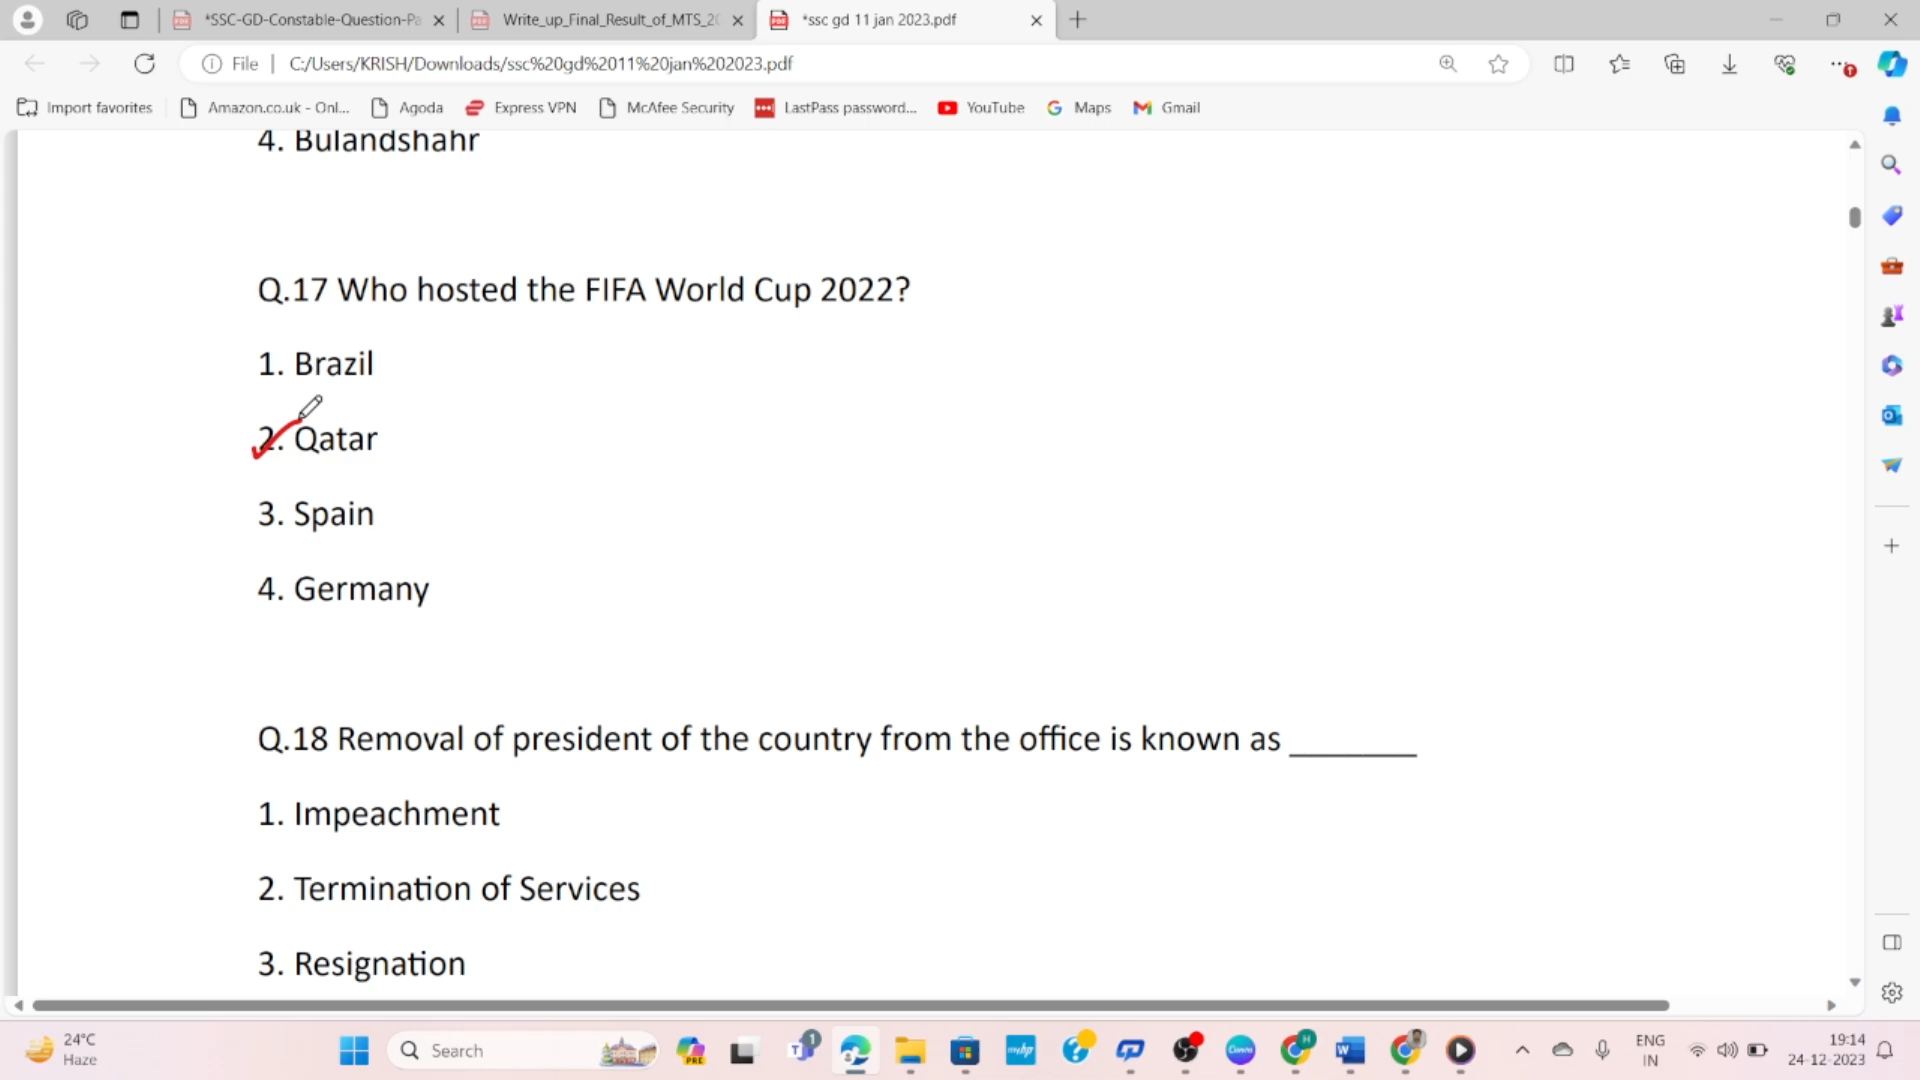 *SSC-GD-Constable-Question-Pa
Write_up_Final_Result_of_MTS_20
*ssc gd 11 jan 2023.pdf
File
C:/Users/KRISH/Downloads/ssc%20gd%2011%20jan%202023.pdf
Import favorites
Amazon.co.uk - Onl...
Agoda
Express VPN
McAfee Security
LastPass password...
YouTube
Maps
Gmail
4. Bulandshahr
Q.17 Who hosted the FIFA World Cup 2022?
1. Brazil
2. Qatar
3. Spain
4. Germany
Q.18 Removal of president of the country from the office is known as _______
1. Impeachment
2. Termination of Services
3. Resignation
24°C
Haze
Search
PRE
1
ENG
IN
19:14
24-12-2023